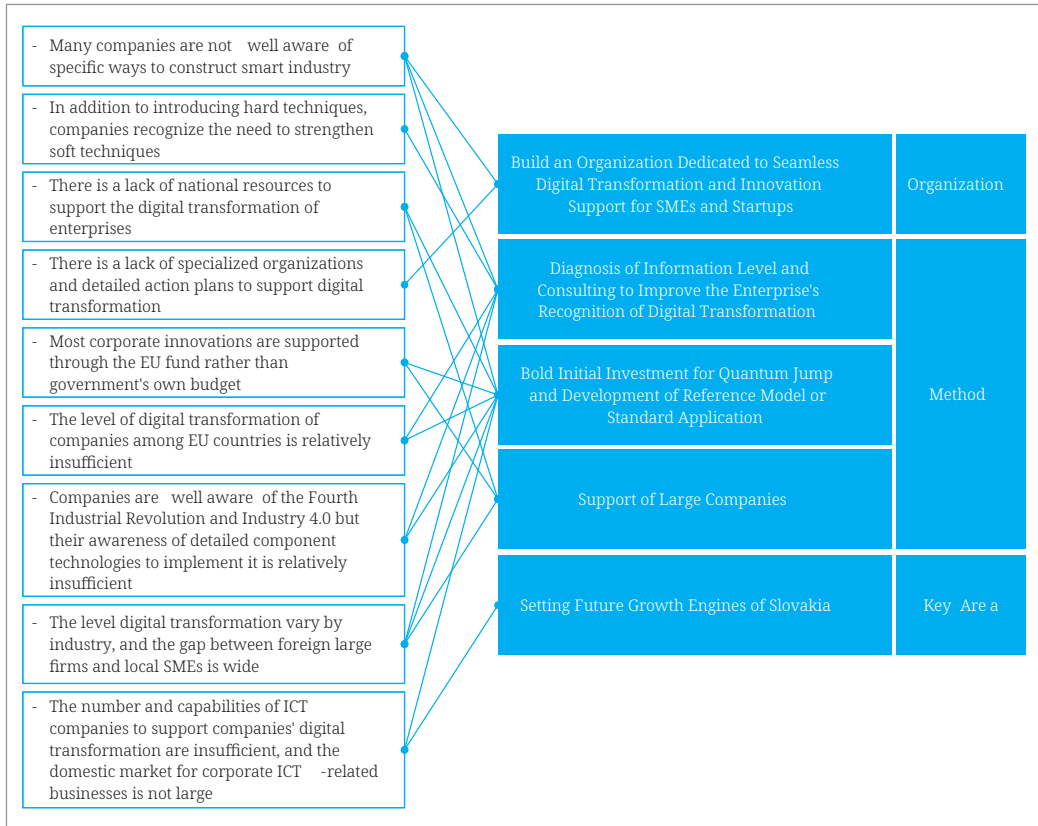 - Many companies are not well aware of
specific ways to construct smart industry
- In addition to introducing hard techniques,
companies recognize the need to strengthen
soft techniques
- There is a lack of national resources to
support the digital transformation of
enterprises
- There is a lack of specialized organizations
and detailed action plans to support digital
transformation
- Most corporate innovations are supported
through the EU fund rather than
government's own budget
- The level of digital transformation of
companies among EU countries is relatively
insufficient
- Companies are well aware of the Fourth
Industrial Revolution and Industry 4.0 but
their awareness of detailed component
technologies to implement it is relatively
insufficient
- The level digital transformation vary by
industry, and the gap between foreign large
firms and local SMEs is wide
- The number and capabilities of ICT
companies to support companies' digital
transformation are insufficient, and the
domestic market for corporate ICT -related
businesses is not large
Build an Organization Dedicated to Seamless
Digital Transformation and Innovation
Support for SMEs and Startups
Organization
Diagnosis of Information Level and
Consulting to Improve the Enterprise's
Recognition of Digital Transformation
Bold Initial Investment for Quantum Jump
and Development of Reference Model or
Standard Application
Support of Large Companies
Method
Setting Future Growth Engines of Slovakia
Key Are a